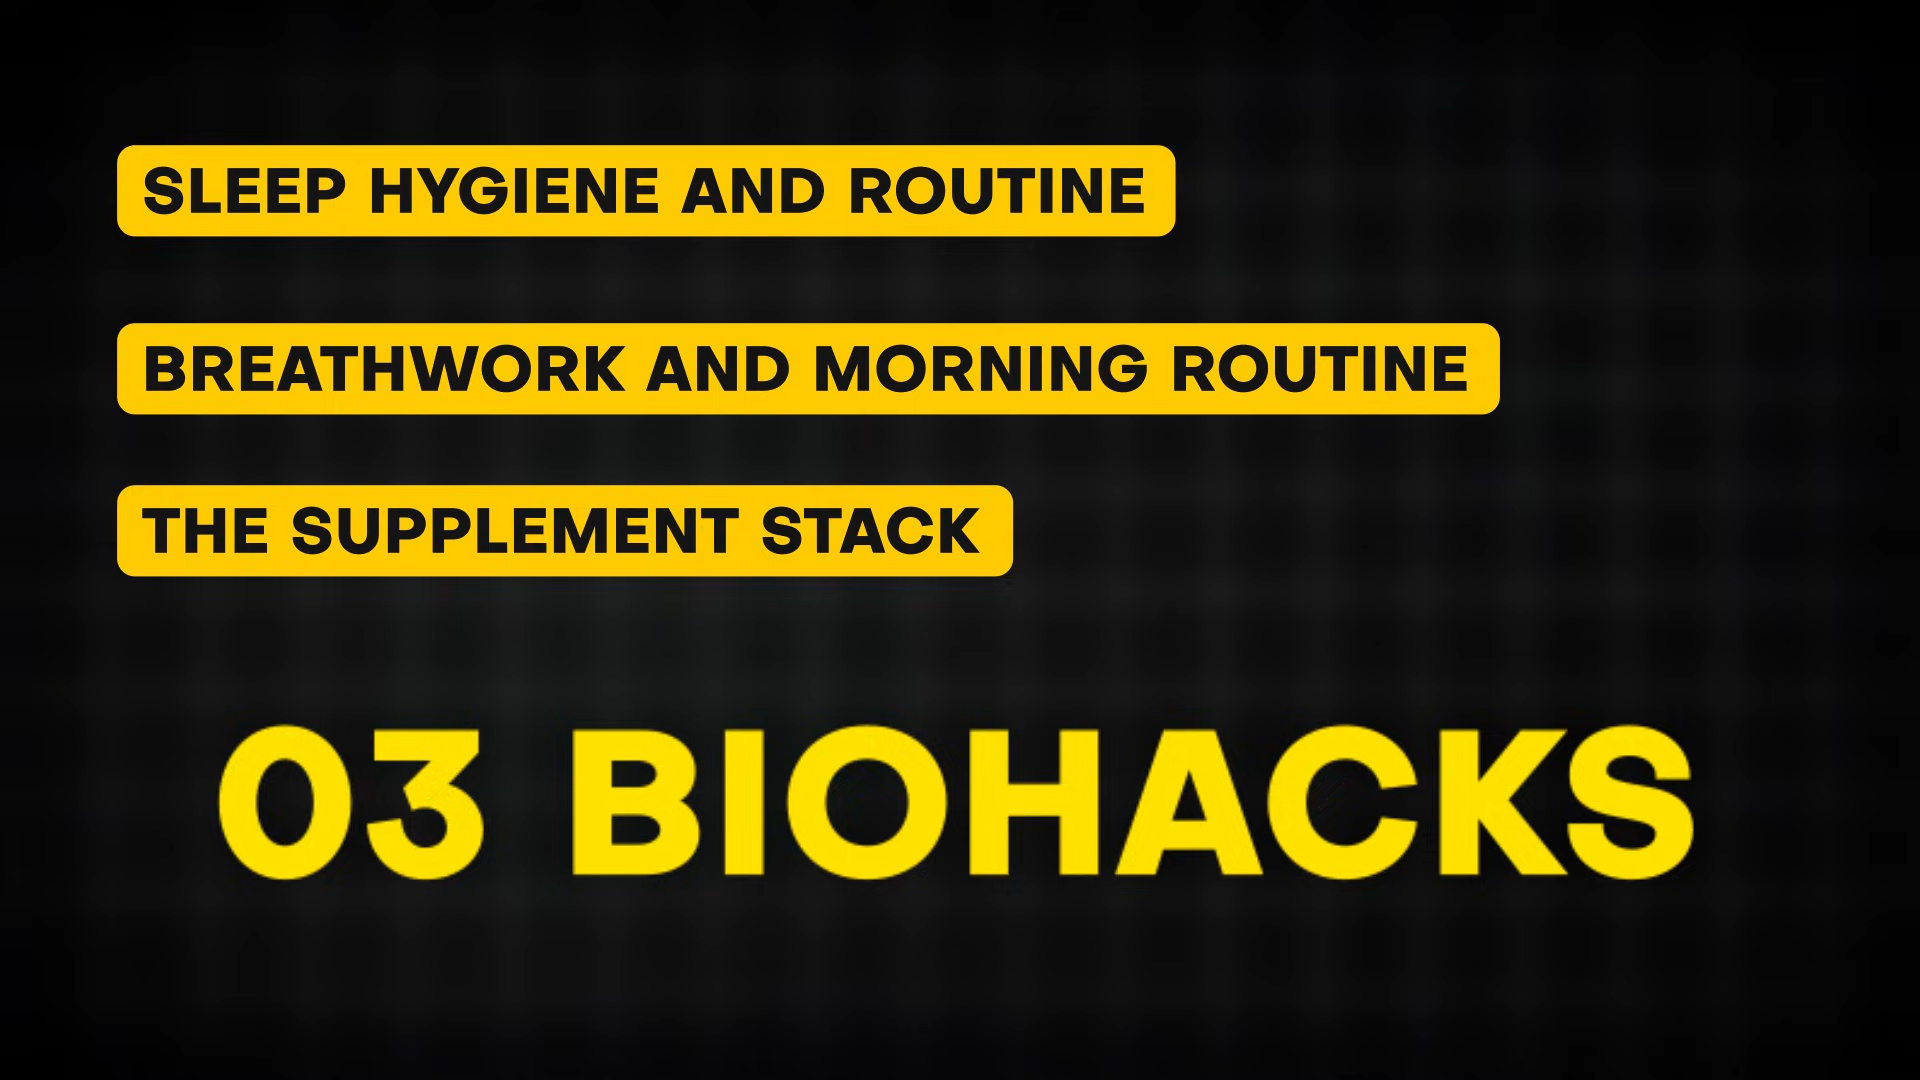 SLEEP HYGIENE AND ROUTINE
BREATHWORK AND MORNING ROUTINE
THE SUPPLEMENT STACK
03 BIOHACKS